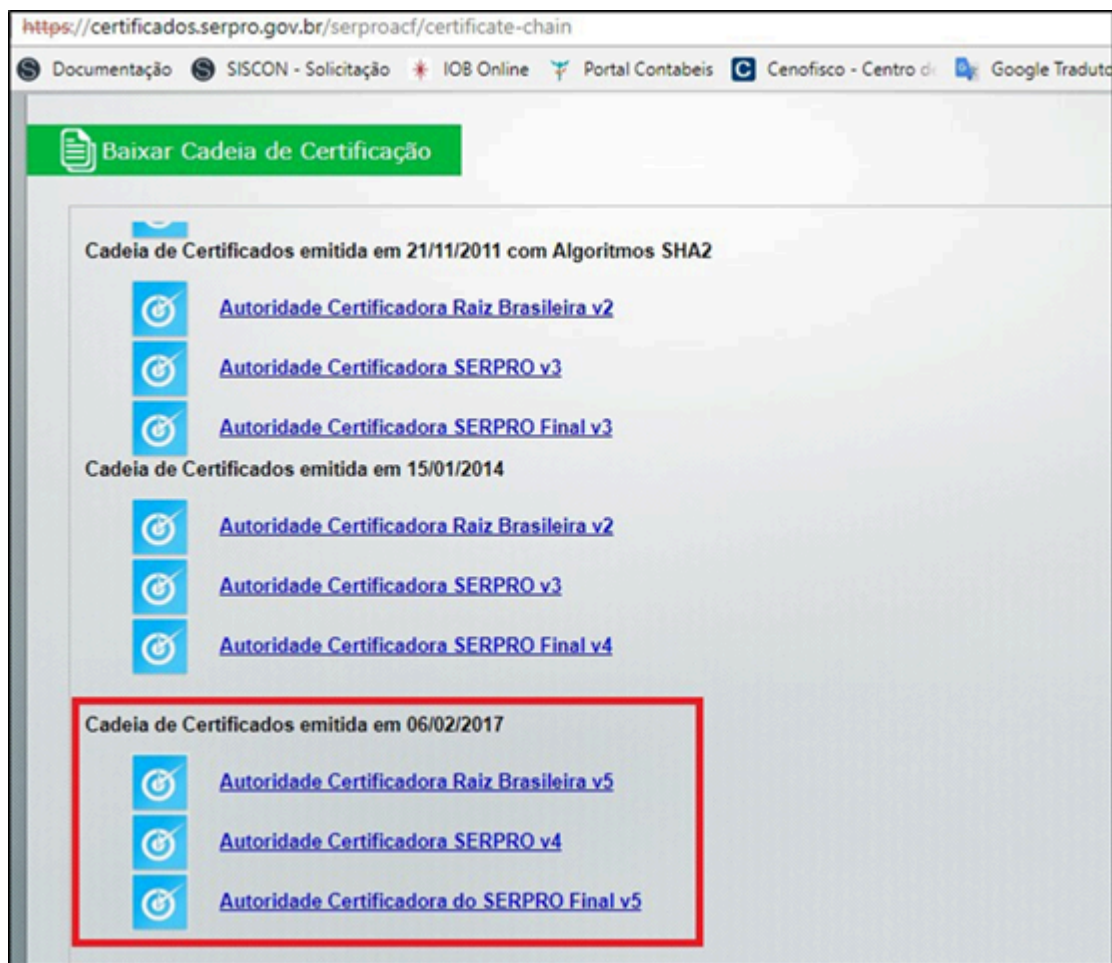 https://certificados.serpro.gov.br/serproacf/certificate-chain
Documentação SISCON - Solicitação IOB Online Portal Contabeis Cenofisco - Centro d Google Traduto
Baixar Cadeia de Certificação
Cadeia de Certificados emitida em 21/11/2011 com Algoritmos SHA2
Autoridade Certificadora Raiz Brasileira v2
Autoridade Certificadora SERPRO v3
Autoridade Certificadora SERPRO Final v3
Cadeia de Certificados emitida em 15/01/2014
Autoridade Certificadora Raiz Brasileira v2
Autoridade Certificadora SERPRO v3
Autoridade Certificadora SERPRO Final v4
Cadeia de Certificados emitida em 06/02/2017
Autoridade Certificadora Raiz Brasileira v5
Autoridade Certificadora SERPRO v4
Autoridade Certificadora do SERPRO Final v5